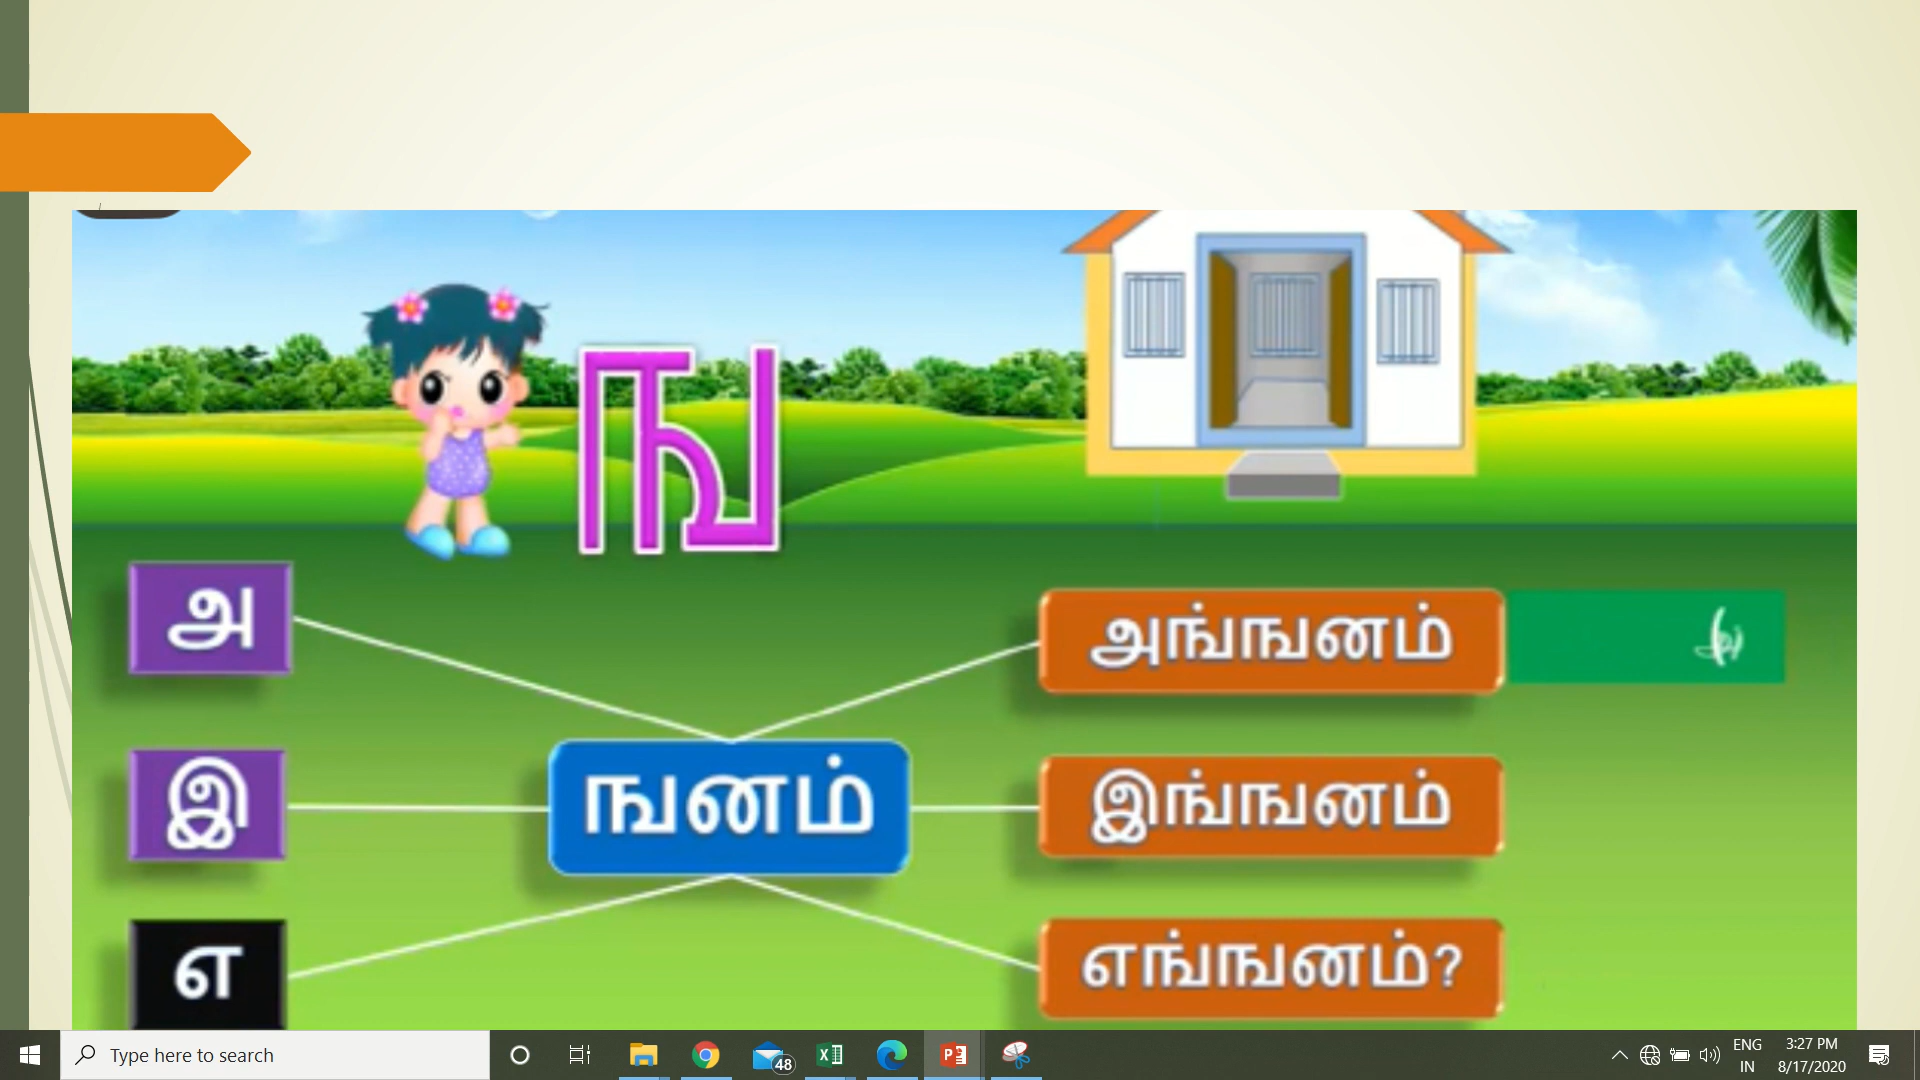 ங
அ
அங்ஙனம்
இ
ஙனம்
இங்ஙனம்
எ
எங்ஙனம்?
Type here to search
48
ENG
IN
3:27 PM
8/17/2020